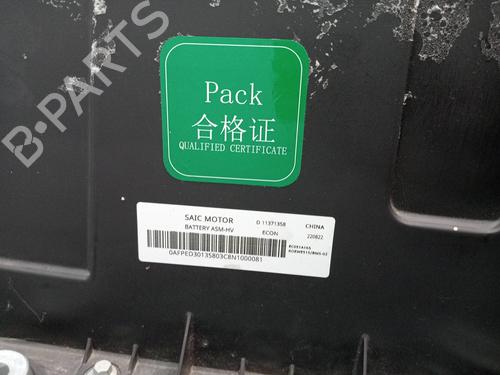 B-PARTS
Pack
合格证
QUALIFIED CERTIFICATE
SAIC MOTOR
D 11371358
CHINA
BATTERY ASM-HV
ECON
220822
0AFPED30135803C8N1000081